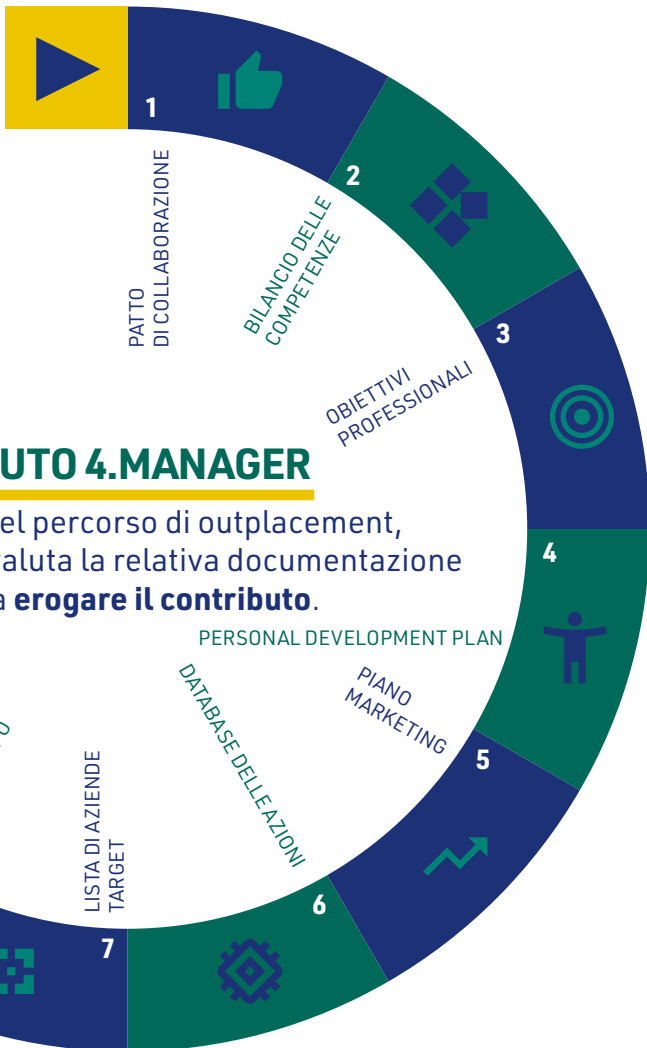 1
PATTO
DI COLLABORAZIONE
2
BILANCIO DELLE
COMPETENZE
3
OBIETTIVI
PROFESSIONALI
UTO 4.MANAGER
el percorso di outplacement,
aluta la relativa documentazione
a erogare il contributo.
4
PERSONAL DEVELOPMENT PLAN
PIANO
MARKETING
5
DATABASE DELLE AZIONI
6
LISTA DI AZIENDE
TARGET
7